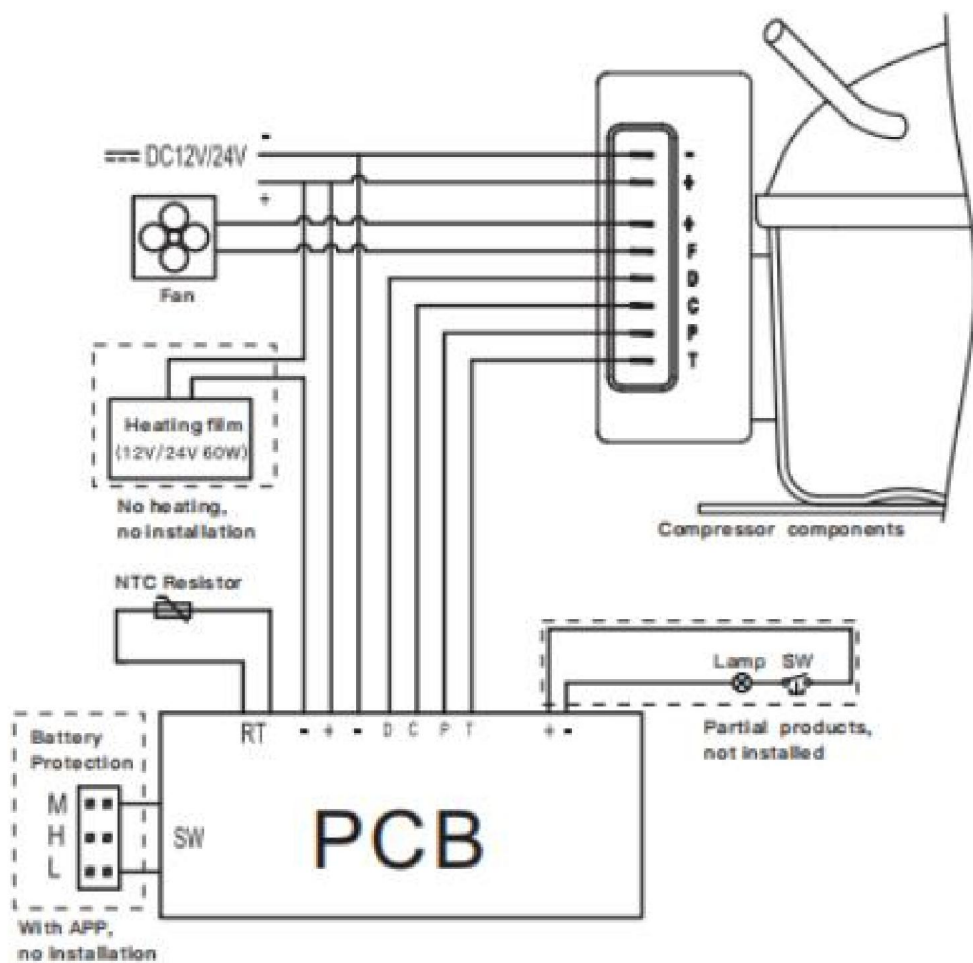 -
DC12V/24V
+
Fan
-
+
+
F
D
C
P
T
Heating film
(12V/24V 60W)
No heating,
no installation
Compressor components
NTC Resistor
Lamp SW
Partial products,
not installed
RT - + - D C P T + -
Battery
Protection
M
H
L
SW
PCB
With APP,
no installation